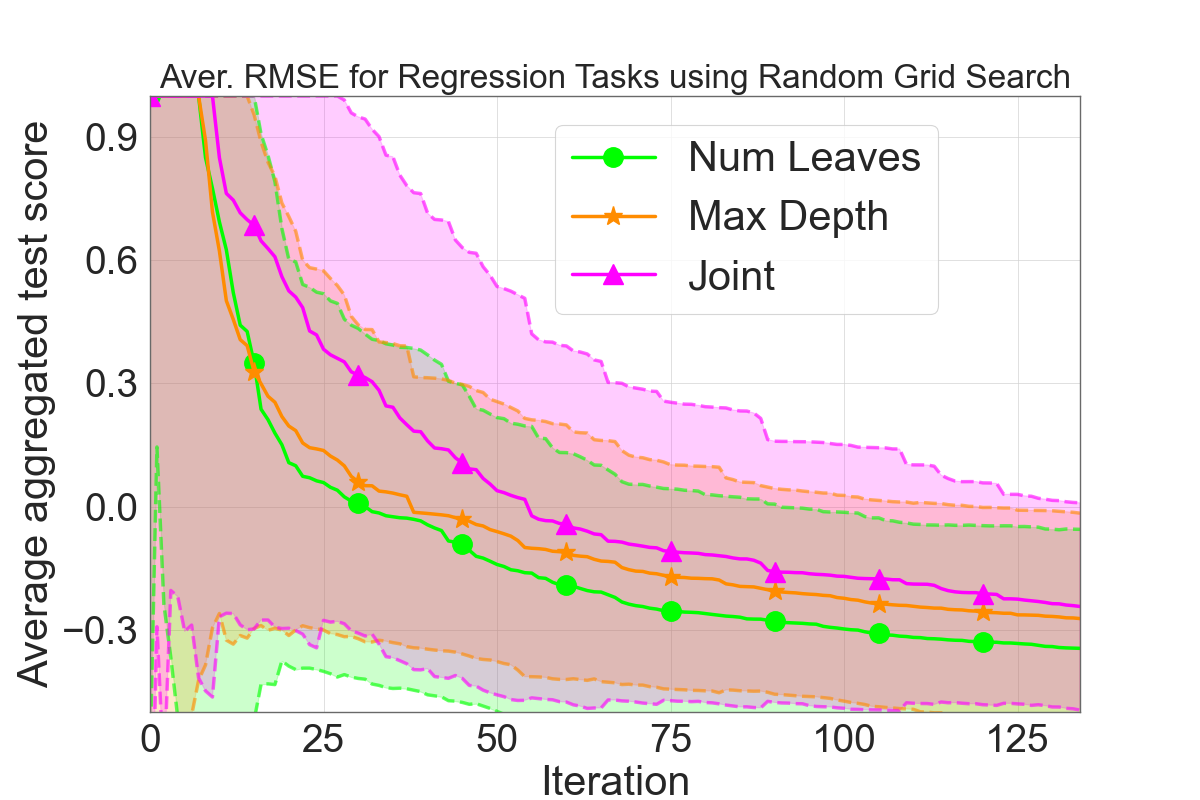 Aver. RMSE for Regression Tasks using Random Grid Search
Average aggregated test score
0.9
0.6
0.3
0.0
−0.3
Num Leaves
Max Depth
Joint
0 25 50 75 100 125
Iteration